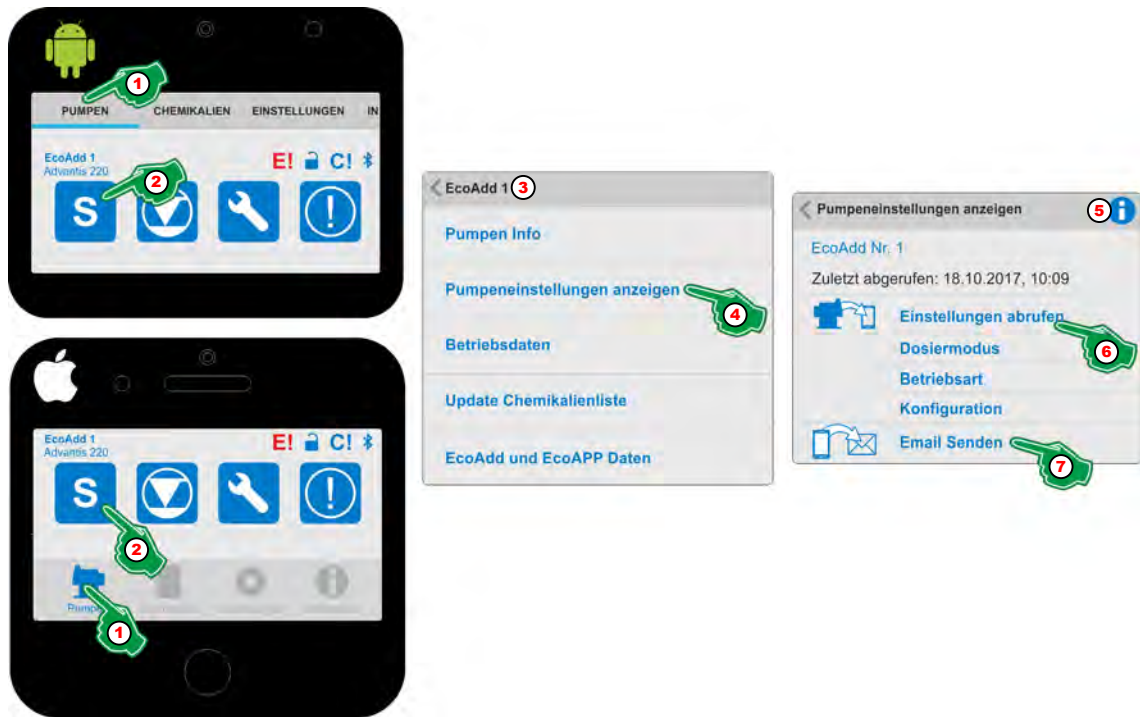 1
PUMPEN CHEMIKALIEN EINSTELLUNGEN IN
EcoAdd 1
Advantis 220
E! C!
2
S !
EcoAdd 1
Advantis 220
E! C!
S !
2
1
EcoAdd 1 3
Pumpen Info
Pumpeneinstellungen anzeigen
4
Betriebsdaten
Update Chemikalienliste
EcoAdd und EcoAPP Daten
Pumpeneinstellungen anzeigen 5 i
EcoAdd Nr. 1
Zuletzt abgerufen: 18.10.2017, 10:09
Einstellungen abrufen
6
Dosiermodus
Betriebsart
Konfiguration
Email Senden
7